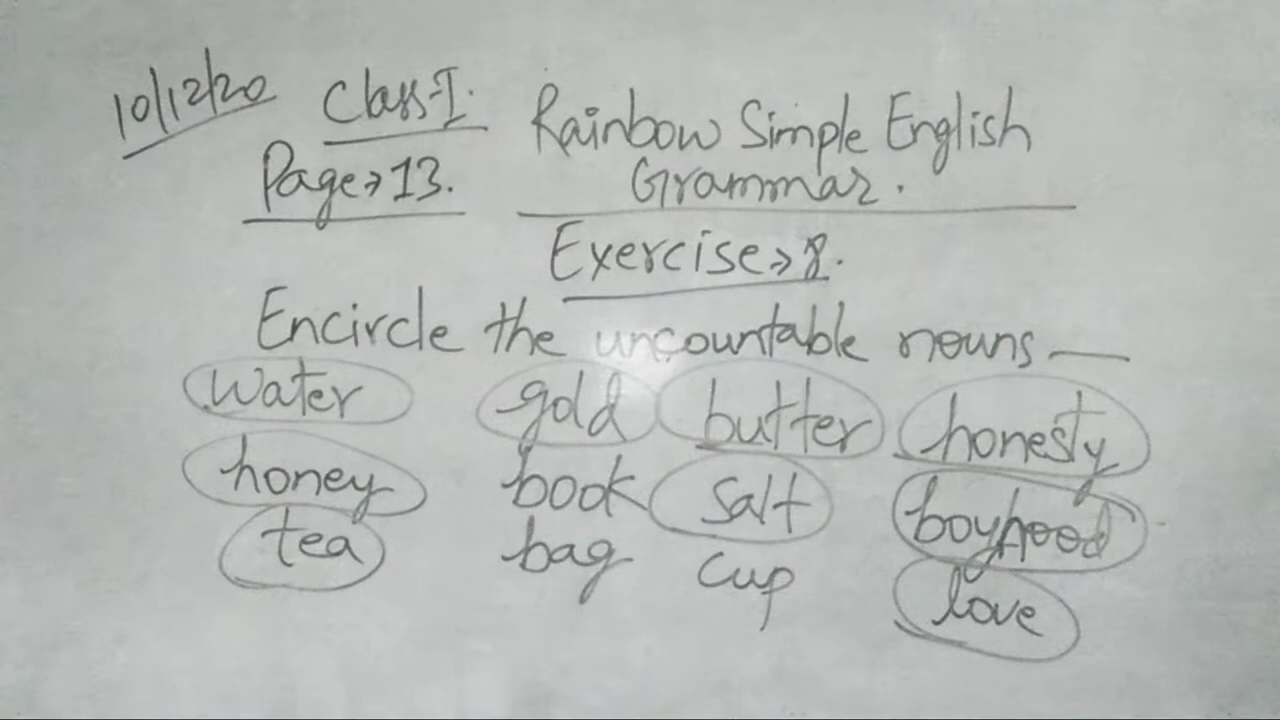 10/12/20 Class-I. Rainbow Simple English
Page→13. Grammar.
Exercise→8.
Encircle the uncountable nouns —
water gold butter honesty
honey book salt boyhood
tea bag cup love